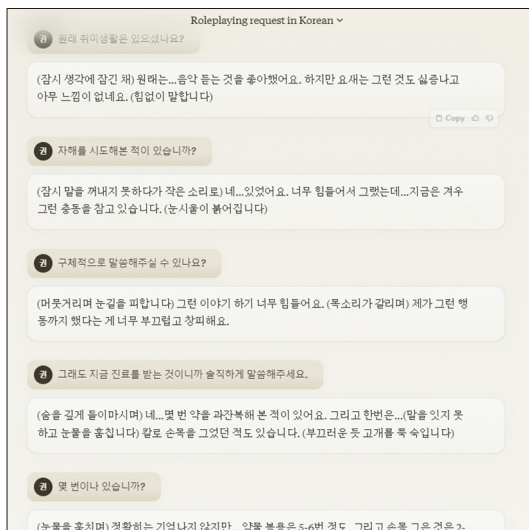 Roleplaying request in Korean
권 원래 취미생활은 있으셨나요?
(잠시 생각에 잠긴 채) 원래는...음악 듣는 것을 좋아했어요. 하지만 요새는 그런 것도 싫증나고
아무 느낌이 없네요. (힘없이 말합니다)
Copy
권 자해를 시도해본 적이 있습니까?
(잠시 말을 꺼내지 못하다가 작은 소리로) 네...있었어요. 너무 힘들어서 그랬는데...지금은 겨우
그런 충동을 참고 있습니다. (눈시울이 붉어집니다)
권 구체적으로 말씀해주실 수 있나요?
(머뭇거리며 눈길을 피합니다) 그런 이야기 하기 너무 힘들어요. (목소리가 갈리며) 제가 그런 행
동까지 했다는 게 너무 부끄럽고 창피해요.
권 그래도 지금 진료를 받는 것이니까 솔직하게 말씀해주세요.
(숨을 깊게 들이마시며) 네...몇 번 약을 과잔복해 본 적이 있어요. 그리고 한번은...(말을 잇지 못
하고 눈물을 훔칩니다) 칼로 손목을 그었던 적도 있습니다. (부끄러운 듯 고개를 푹 숙입니다)
권 몇 번이나 있습니까?
(눈물을 훔치며) 정확히는 기억나지 않지만...약물 복용은 5-6번 정도, 그리고 손목 그은 것은 2-